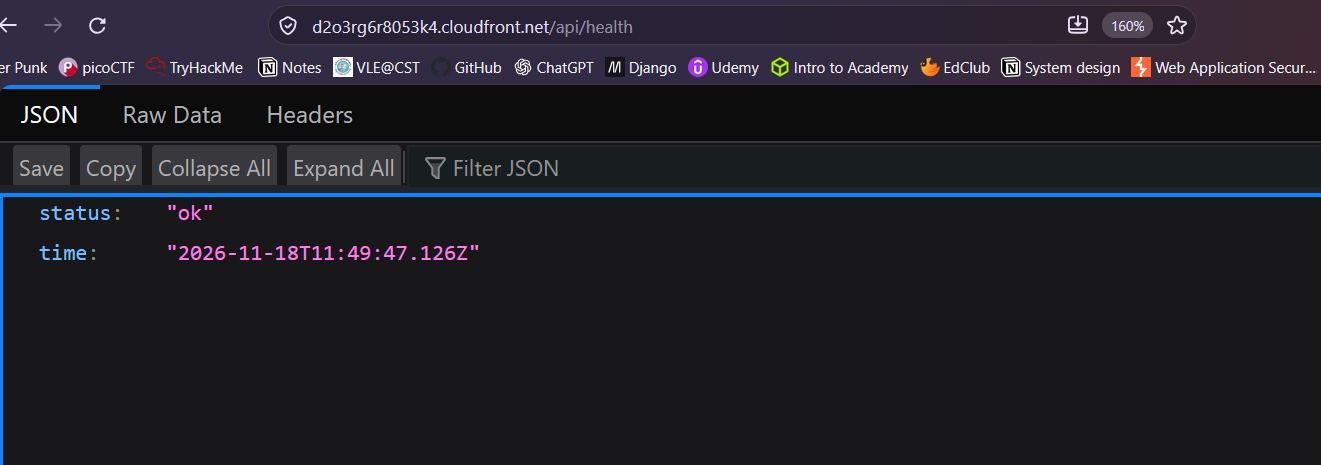 d2o3rg6r8053k4.cloudfront.net/api/health 160%
er Punk picoCTF TryHackMe Notes VLE@CST GitHub ChatGPT Django Udemy Intro to Academy EdClub System design Web Application Secur...
JSON Raw Data Headers
Save Copy Collapse All Expand All Filter JSON
status: "ok"
time: "2026-11-18T11:49:47.126Z"